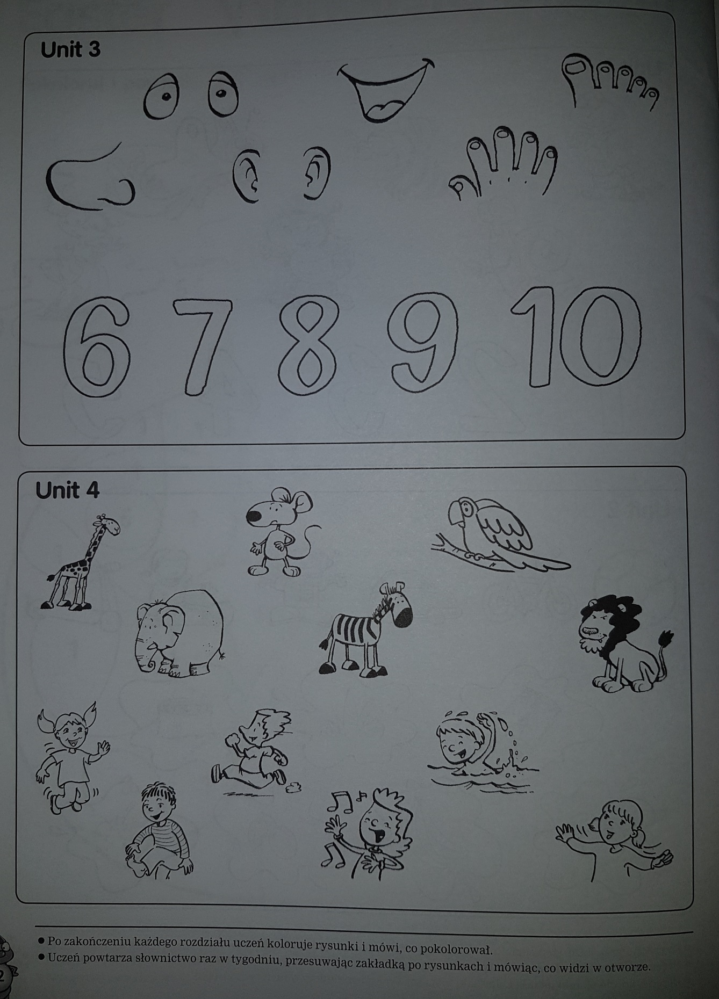 Unit 3
6 7 8 9 10
Unit 4
● Po zakończeniu każdego rozdziału uczeń koloruje rysunki i mówi, co pokolorował.
● Uczeń powtarza słownictwo raz w tygodniu, przesuwając zakładką po rysunkach i mówiąc, co widzi w otworze.
2